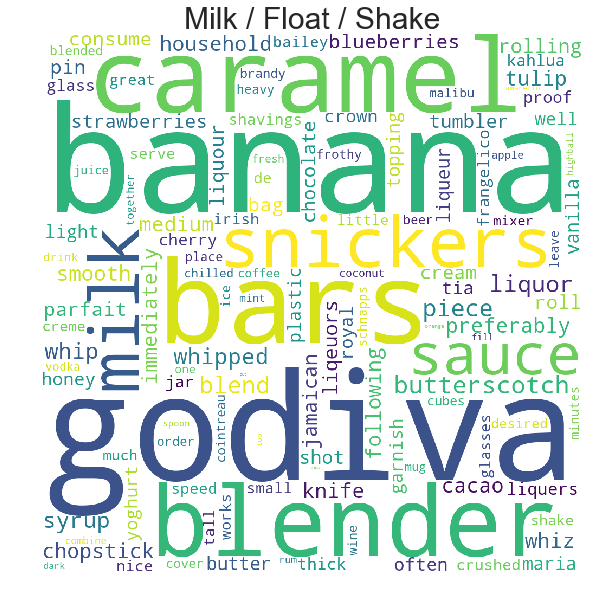 Milk / Float / Shake
consume
household
bailey
blueberries
rolling
blended
pin
great
brandy
kahlua
glass
heavy
caramel
malibu
tulip
proof
banana
strawberries
shavings
crown
tumbler
well
serve
liquour
chocolate
frothy
topping
liqueur
frangelico
vanilla
highball
juice
fresh
de
apple
together
bag
irish
little
beer
mixer
light
milk
medium
cherry
snickers
leave
drink
place
smooth
immediately
chilled
coffee
coconut
cream
tia
liquor
parfait
ice
mint
plastic
bars
schnapps
piece
roll
creme
royal
preferably
orange
fill
whip
whipped
liqeuors
sauce
vodka
one
honey
jar
blend
jamaican
following
butterscotch
godiva
cubes
minutes
spoon
desired
order
cointreau
much
shot
garnish
mug
glasses
yoghurt
speed
small
knife
cacao
liquers
syrup
tall
works
blender
shake
combine
chopstick
wine
whiz
nice
cover
butter
rum
thick
often
crushed
maria
dark